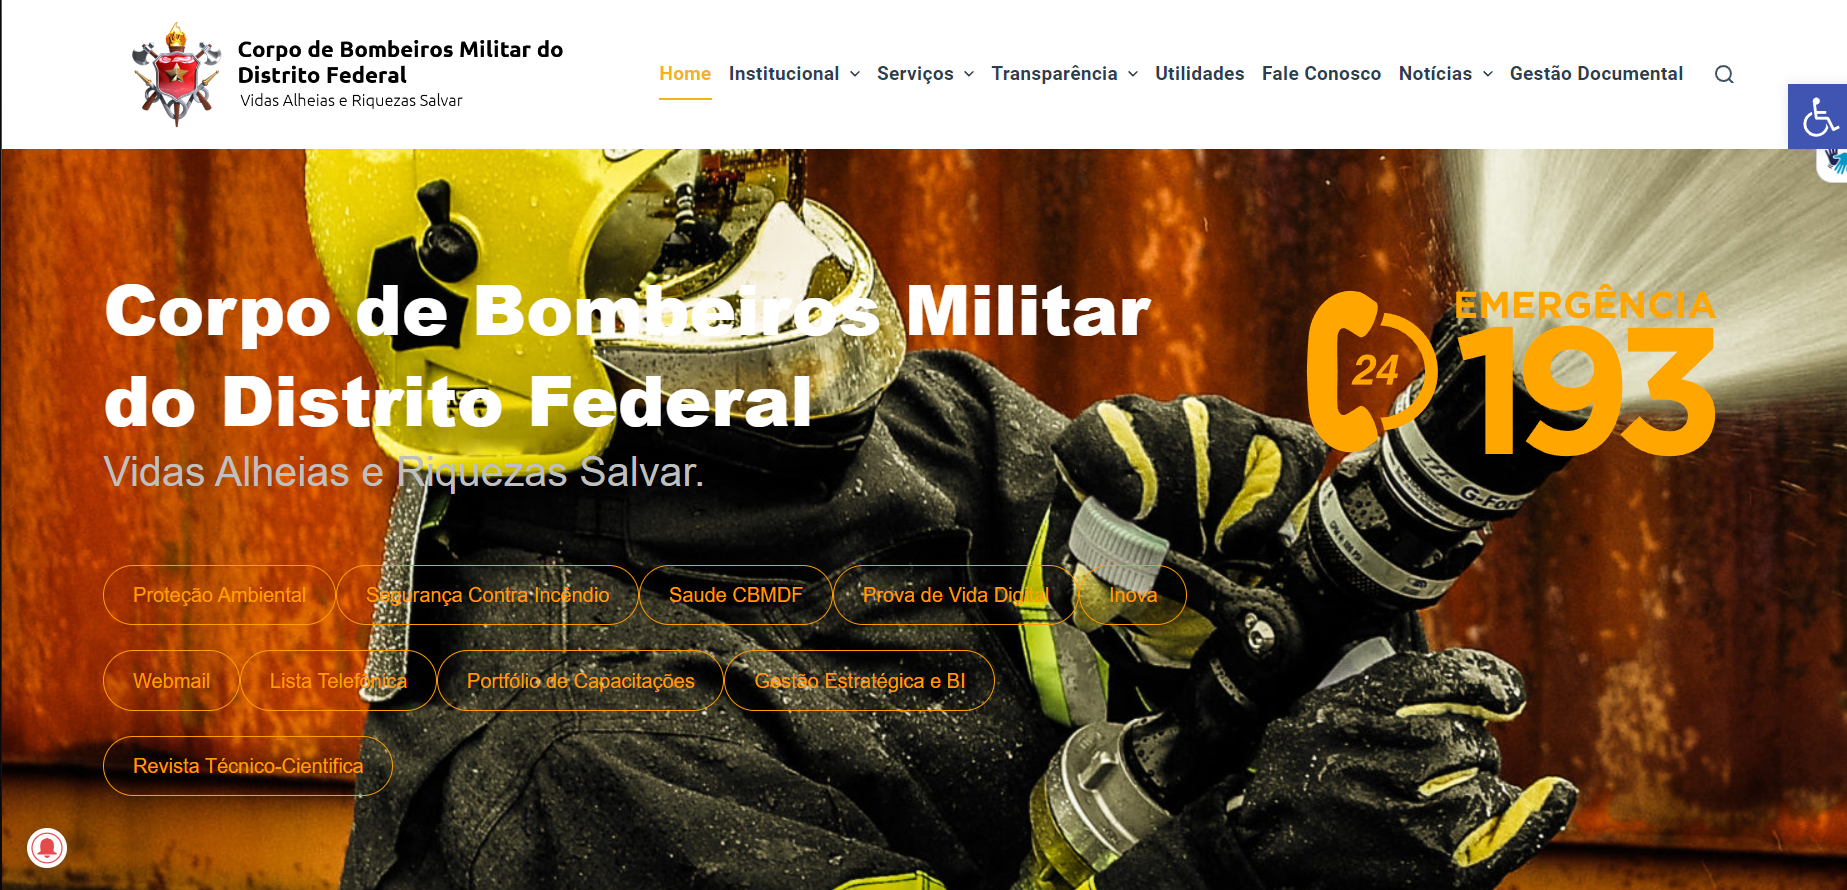 Corpo de Bombeiros Militar do
Distrito Federal
Vidas Alheias e Riquezas Salvar
Home Institucional Serviços Transparência Utilidades Fale Conosco Notícias Gestão Documental
Corpo de Bombeiros Militar
do Distrito Federal
Vidas Alheias e Riquezas Salvar.
EMERGÊNCIA
24
193
Proteção Ambiental Segurança Contra Incêndio Saude CBMDF Prova de Vida Digital Inova
Webmail Lista Telefônica Portfólio de Capacitações Gestão Estratégica e BI
Revista Técnico-Cientifica